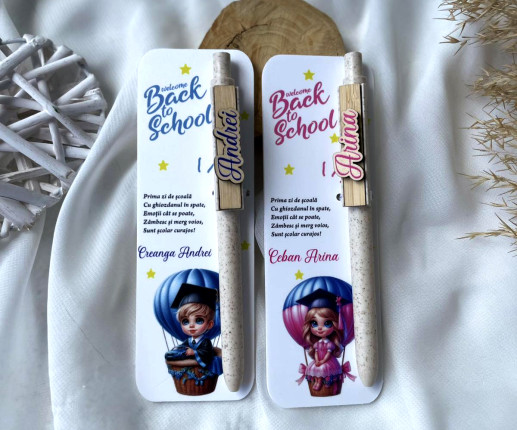 welcome
Back
to
School
Andrei
1
Prima zi de școală
Cu ghiozdanul în spate,
Emoții cât se poate,
Zâmbesc și merg voios,
Sunt școlar curajos!
Creanga Andrei
welcome
Back
to
School
Arina
1
Prima zi de școală
Cu ghiozdanul în spate,
Emoții cât se poate,
Zâmbesc și merg voios,
Sunt școlar curajos!
Ceban Arina